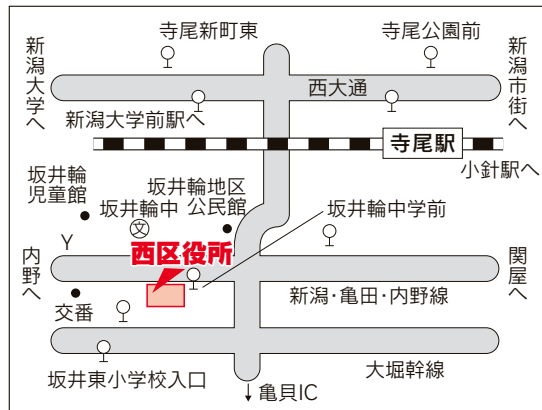 寺尾新町東
寺尾公園前
新潟大学へ
新潟市街へ
西大通
新潟大学前駅へ
寺尾駅
小針駅へ
坂井輪
児童館
坂井輪中
文
坂井輪地区
公民館
坂井輪中学前
Y
西区役所
内野へ
関屋へ
新潟・亀田・内野線
交番
坂井東小学校入口
大堀幹線
↓亀貝IC